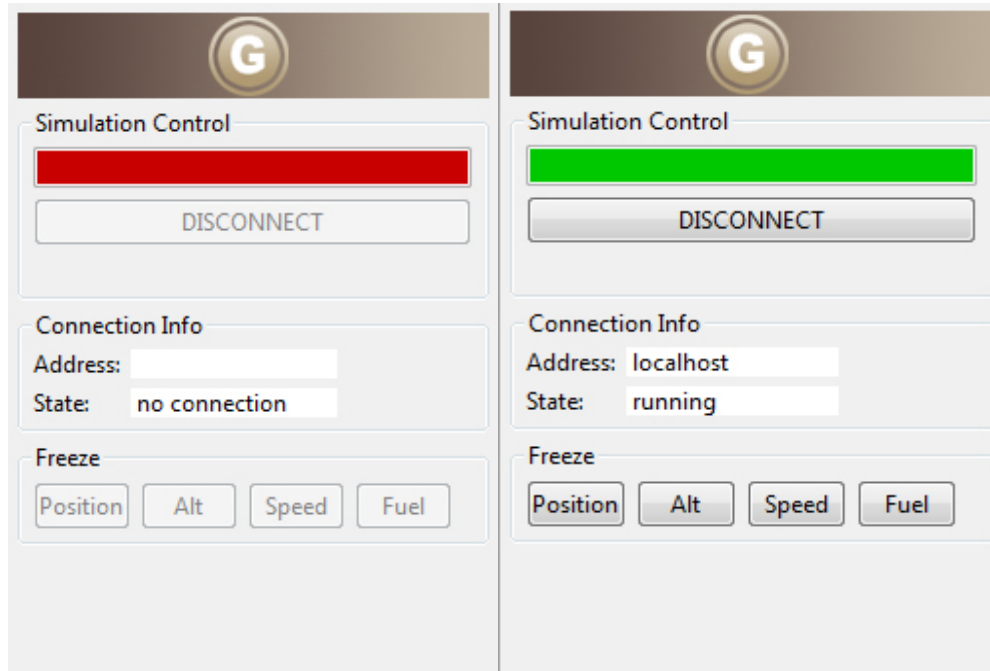 G
Simulation Control
DISCONNECT
Connection Info
Address:
State: no connection
Freeze
Position Alt Speed Fuel
G
Simulation Control
DISCONNECT
Connection Info
Address: localhost
State: running
Freeze
Position Alt Speed Fuel